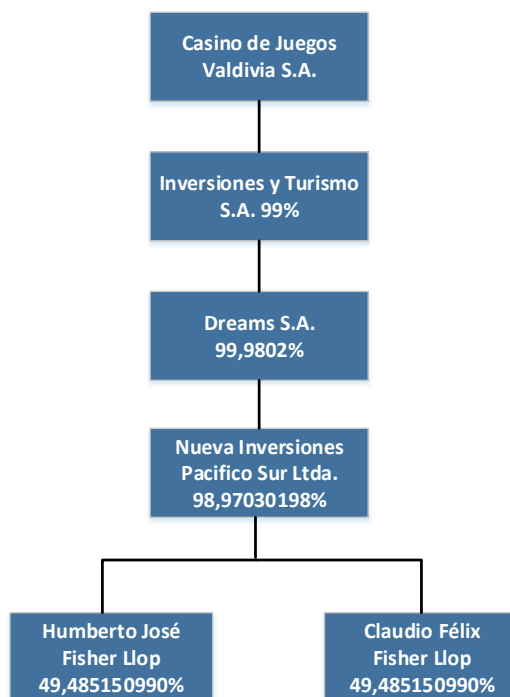 Casino de Juegos
Valdivia S.A.
Inversiones y Turismo
S.A. 99%
Dreams S.A.
99,9802%
Nueva Inversiones
Pacifico Sur Ltda.
98,97030198%
Humberto José
Fisher Llop
49,485150990%
Claudio Félix
Fisher Llop
49,485150990%